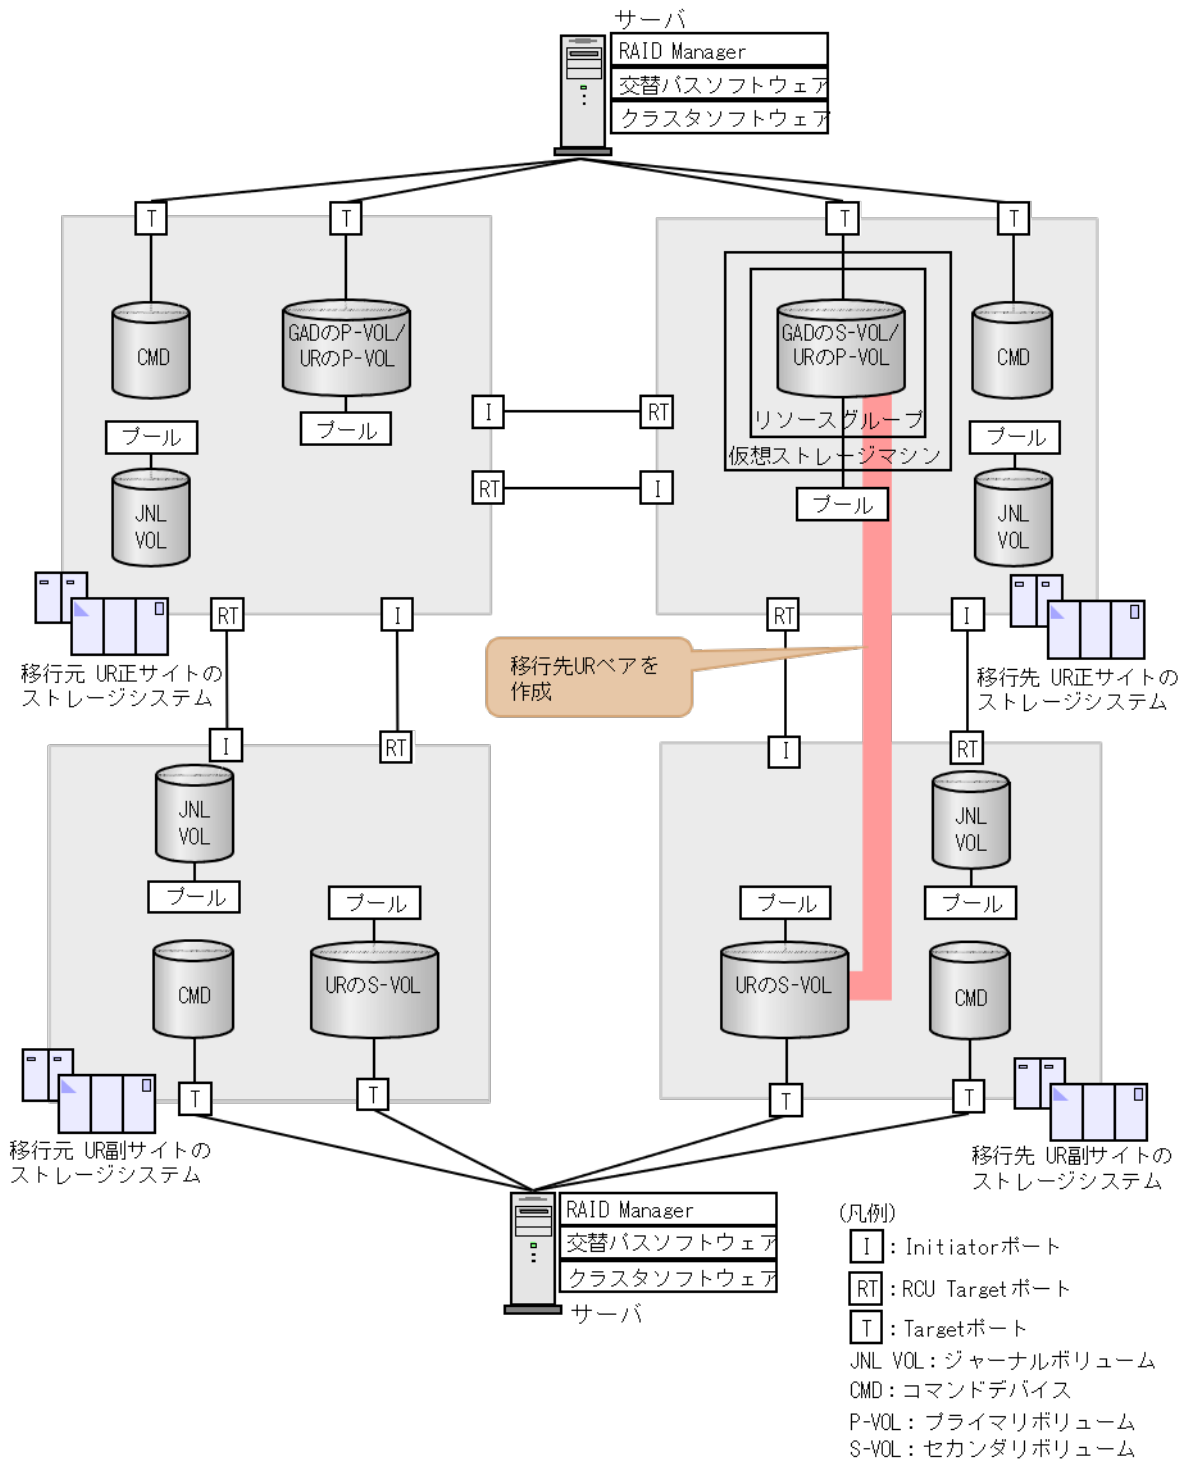 サーバ
RAID Manager
交替パスソフトウェア
クラスタソフトウェア
T
T
T
T
CMD
GADのP-VOL/
URのP-VOL
GADのS-VOL/
URのP-VOL
CMD
プール
プール
I
RT
リソースグループ
プール
仮想ストレージマシン
JNL
VOL
RT
I
プール
JNL
VOL
RT
I
RT
I
移行元 UR正サイトの
ストレージシステム
移行先URペアを
作成
移行先 UR正サイトの
ストレージシステム
I
RT
I
RT
JNL
VOL
JNL
VOL
プール
プール
プール
プール
CMD
URのS-VOL
URのS-VOL
CMD
T
T
T
T
移行元 UR副サイトの
ストレージシステム
移行先 UR副サイトの
ストレージシステム
RAID Manager
交替パスソフトウェア
クラスタソフトウェア
サーバ
(凡例)
I：Initiatorポート
RT：RCU Targetポート
T：Targetポート
JNL VOL：ジャーナルボリューム
CMD：コマンドデバイス
P-VOL：プライマリボリューム
S-VOL：セカンダリボリューム